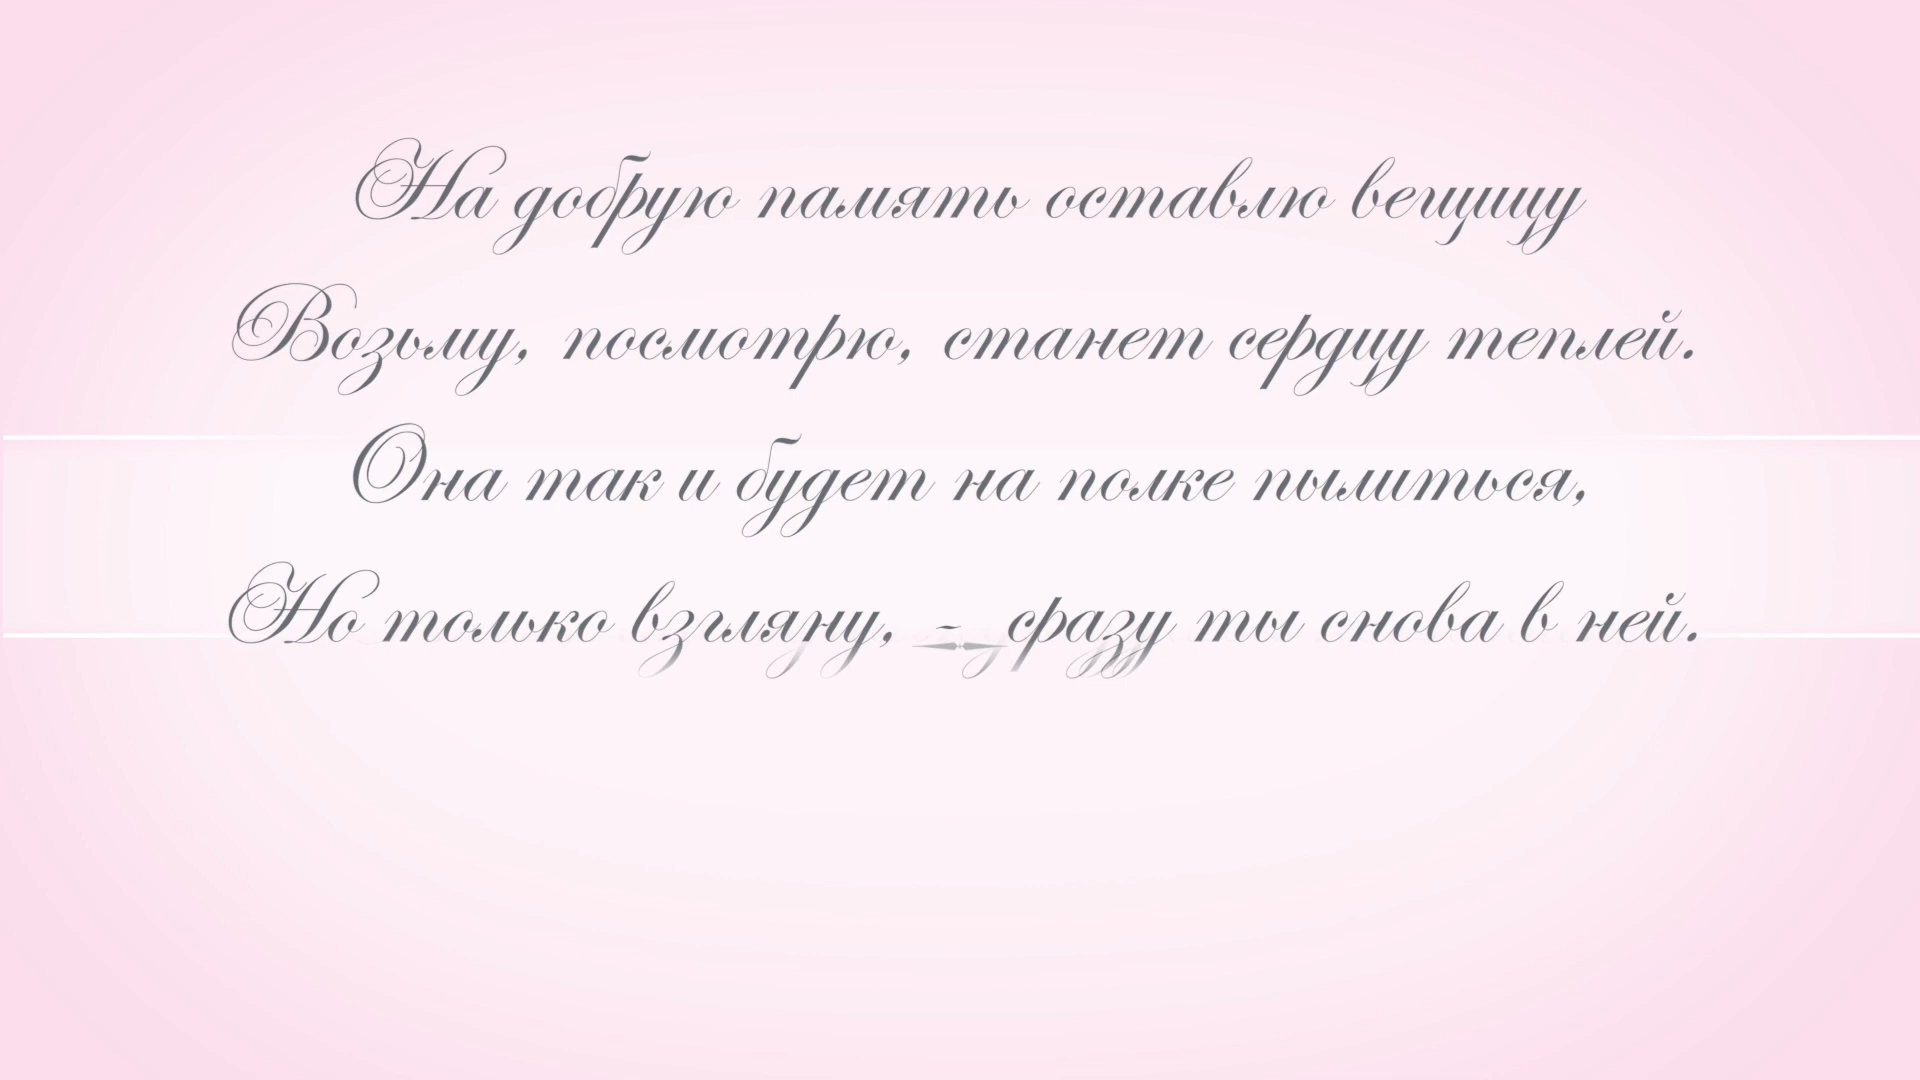 На добрую память оставлю вещицу
Возьму, посмотрю, станет сердцу теплей.
Она так и будет на полке пылиться,
Но только взгляну, - сразу ты снова в ней.